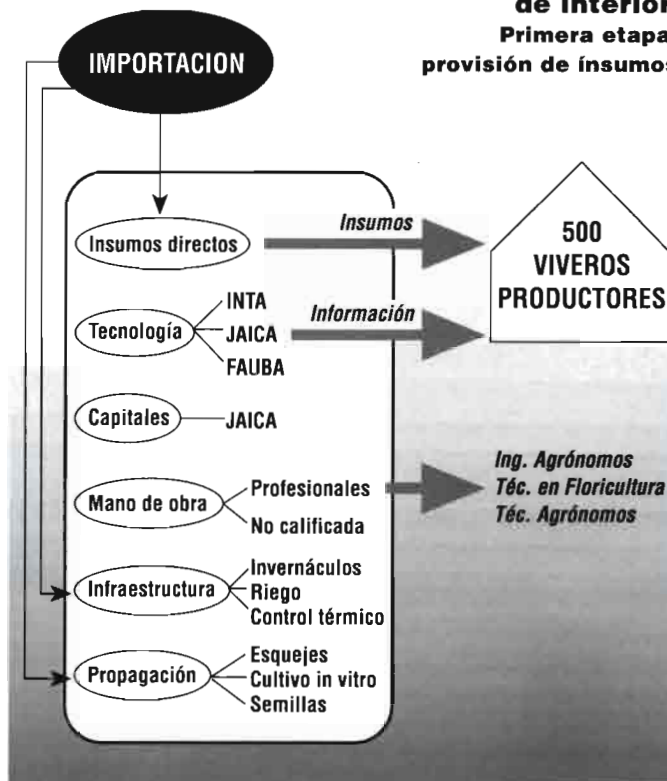 de Interior
Primera etapa
provisión de ínsumos
IMPORTACION
Insumos directos
Insumos
500
VIVEROS
PRODUCTORES
Tecnología
INTA
JAICA
FAUBA
Información
Capitales
JAICA
Mano de obra
Profesionales
No calificada
Ing. Agrónomos
Téc. en Floricultura
Téc. Agrónomos
Infraestructura
Invernáculos
Riego
Control térmico
Propagación
Esquejes
Cultivo in vitro
Semillas